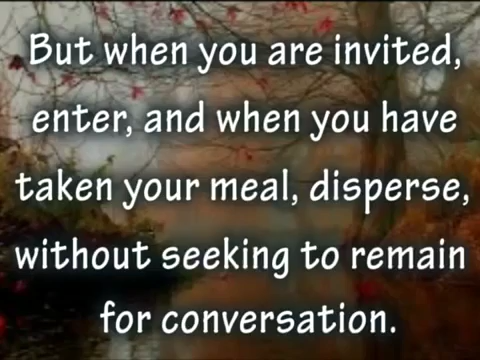 But when you are invited,
enter, and when you have
taken your meal, disperse,
without seeking to remain
for conversation.